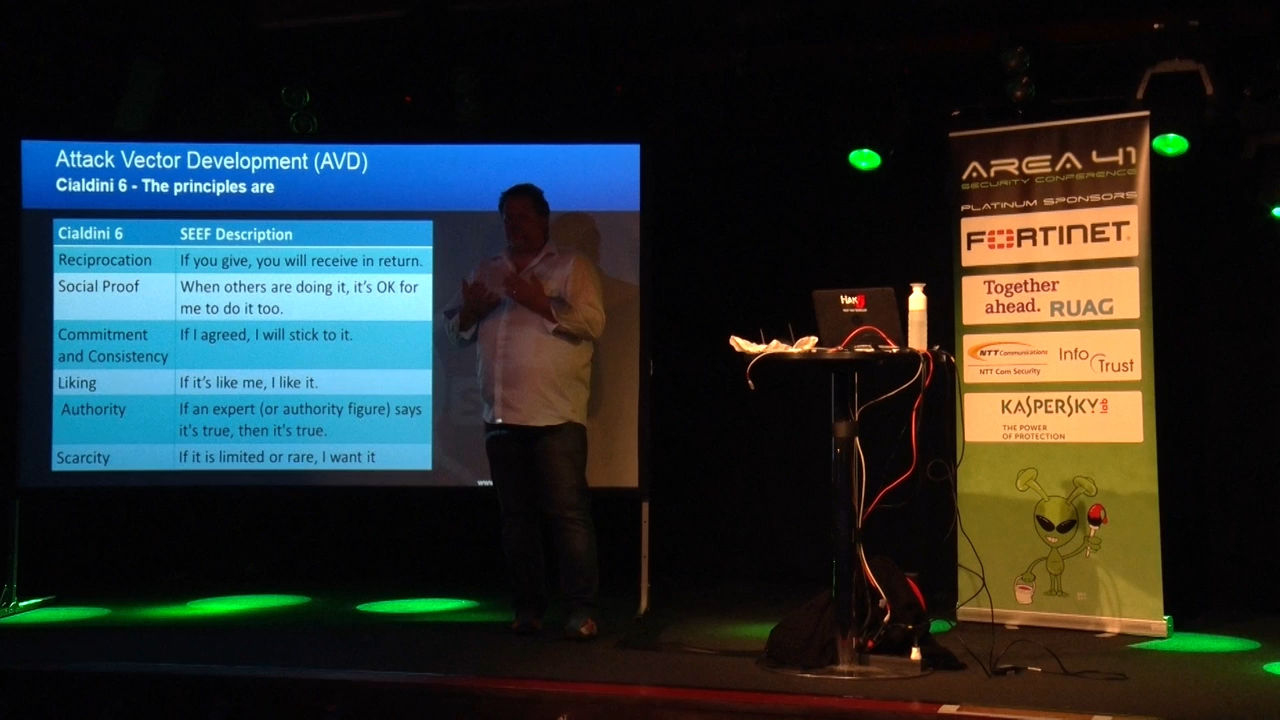 Attack Vector Development (AVD)
Cialdini 6 - The principles are
Cialdini 6
SEEF Description
Reciprocation
If you give, you will receive in return.
Social Proof
When others are doing it, it's OK for
me to do it too.
Commitment
and Consistency
If I agreed, I will stick to it.
Liking
If it's like me, I like it.
Authority
If an expert (or authority figure) says
it's true, then it's true.
Scarcity
If it is limited or rare, I want it
www
HAK5
AREA 41
SECURITY CONFERENCE
PLATINUM SPONSORS
FORTINET
Together
ahead. RUAG
NTT Communications
NTT Com Security
Info
Trust
KASPERSKY lab
THE POWER
OF PROTECTION